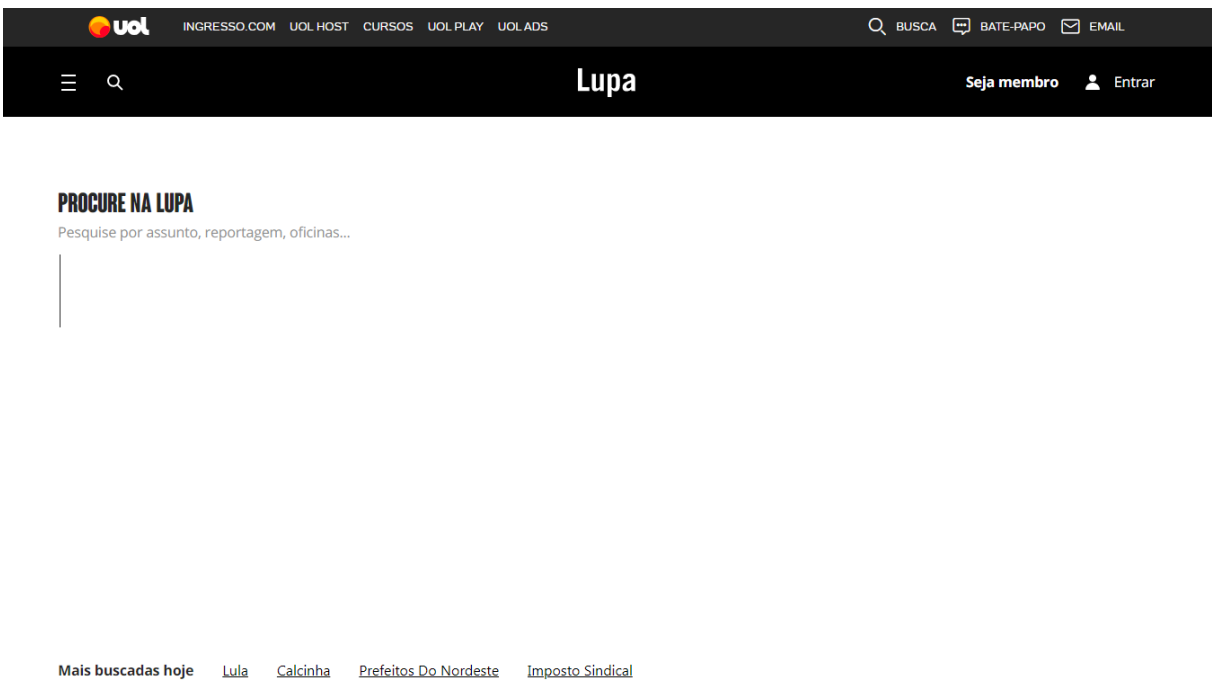 uol INGRESSO.COM UOL HOST CURSOS UOL PLAY UOL ADS BUSCA BATE-PAPO EMAIL
Lupa Seja membro Entrar
PROCURE NA LUPA
Pesquise por assunto, reportagem, oficinas...
Mais buscadas hoje Lula Calcinha Prefeitos Do Nordeste Imposto Sindical